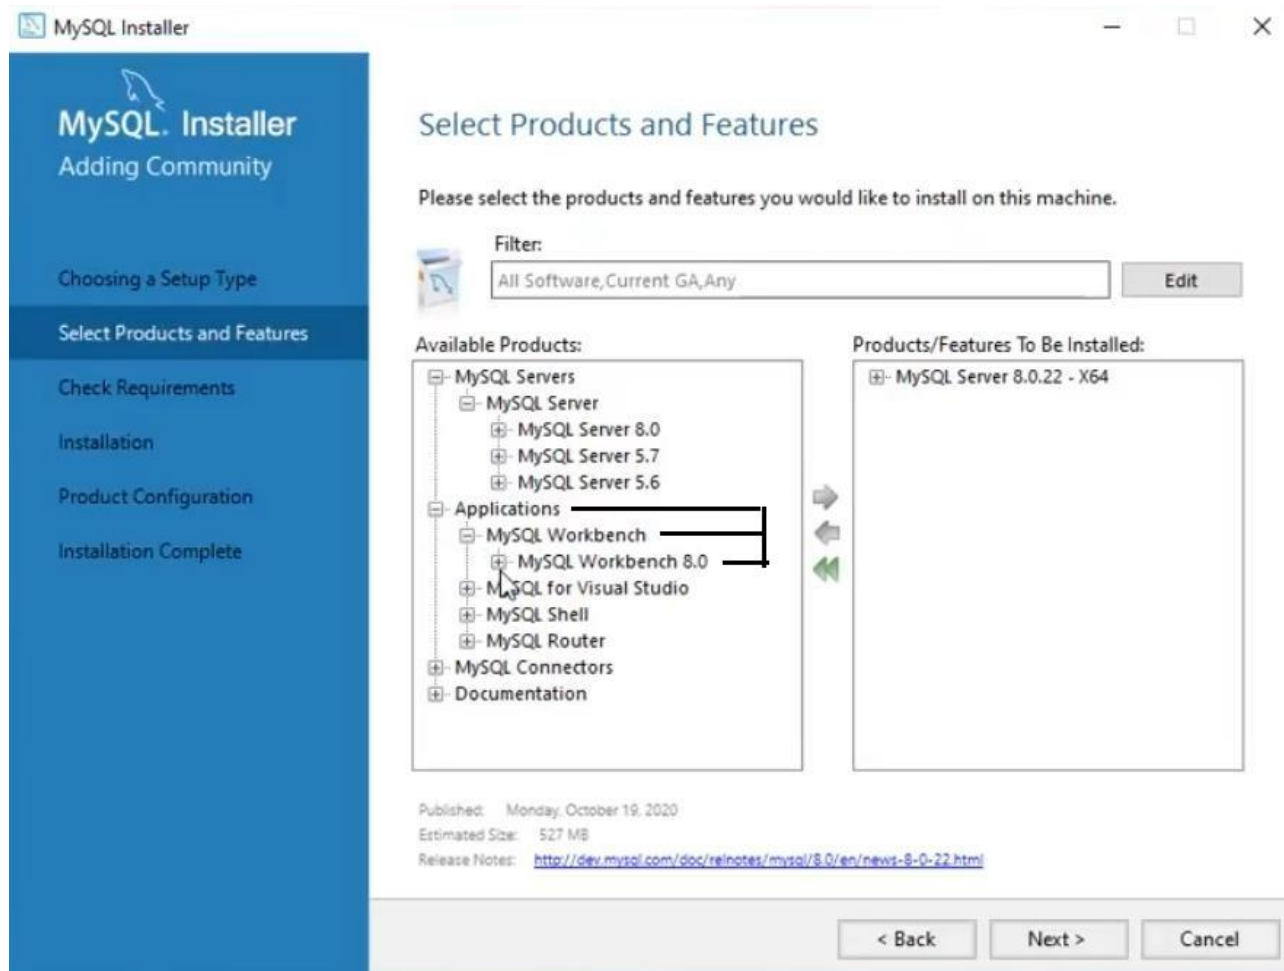 MySQL Installer
MySQL. Installer
Adding Community
Choosing a Setup Type
Select Products and Features
Check Requirements
Installation
Product Configuration
Installation Complete
Select Products and Features
Please select the products and features you would like to install on this machine.
Filter:
All Software,Current GA,Any
Edit
Available Products:
MySQL Servers
MySQL Server
MySQL Server 8.0
MySQL Server 5.7
MySQL Server 5.6
Applications
MySQL Workbench
MySQL Workbench 8.0
MySQL for Visual Studio
MySQL Shell
MySQL Router
MySQL Connectors
Documentation
Products/Features To Be Installed:
MySQL Server 8.0.22 - X64
Published: Monday, October 19, 2020
Estimated Size: 527 MB
Release Notes: http://dev.mysql.com/doc/relnotes/mysql/8.0/en/news-8-0-22.html
< Back
Next >
Cancel